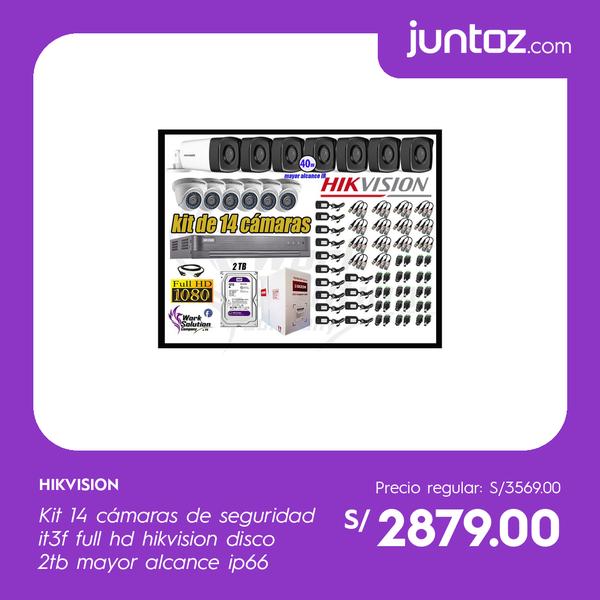 juntoz.com
40m
mayor alcance IR
HIKVISION
kit de 14 cámaras
2 TB
Full HD
1080
Work
Solution
Company
HIKVISION
Kit 14 cámaras de seguridad
it3f full hd hikvision disco
2tb mayor alcance ip66
Precio regular: S/3569.00
S/ 2879.00